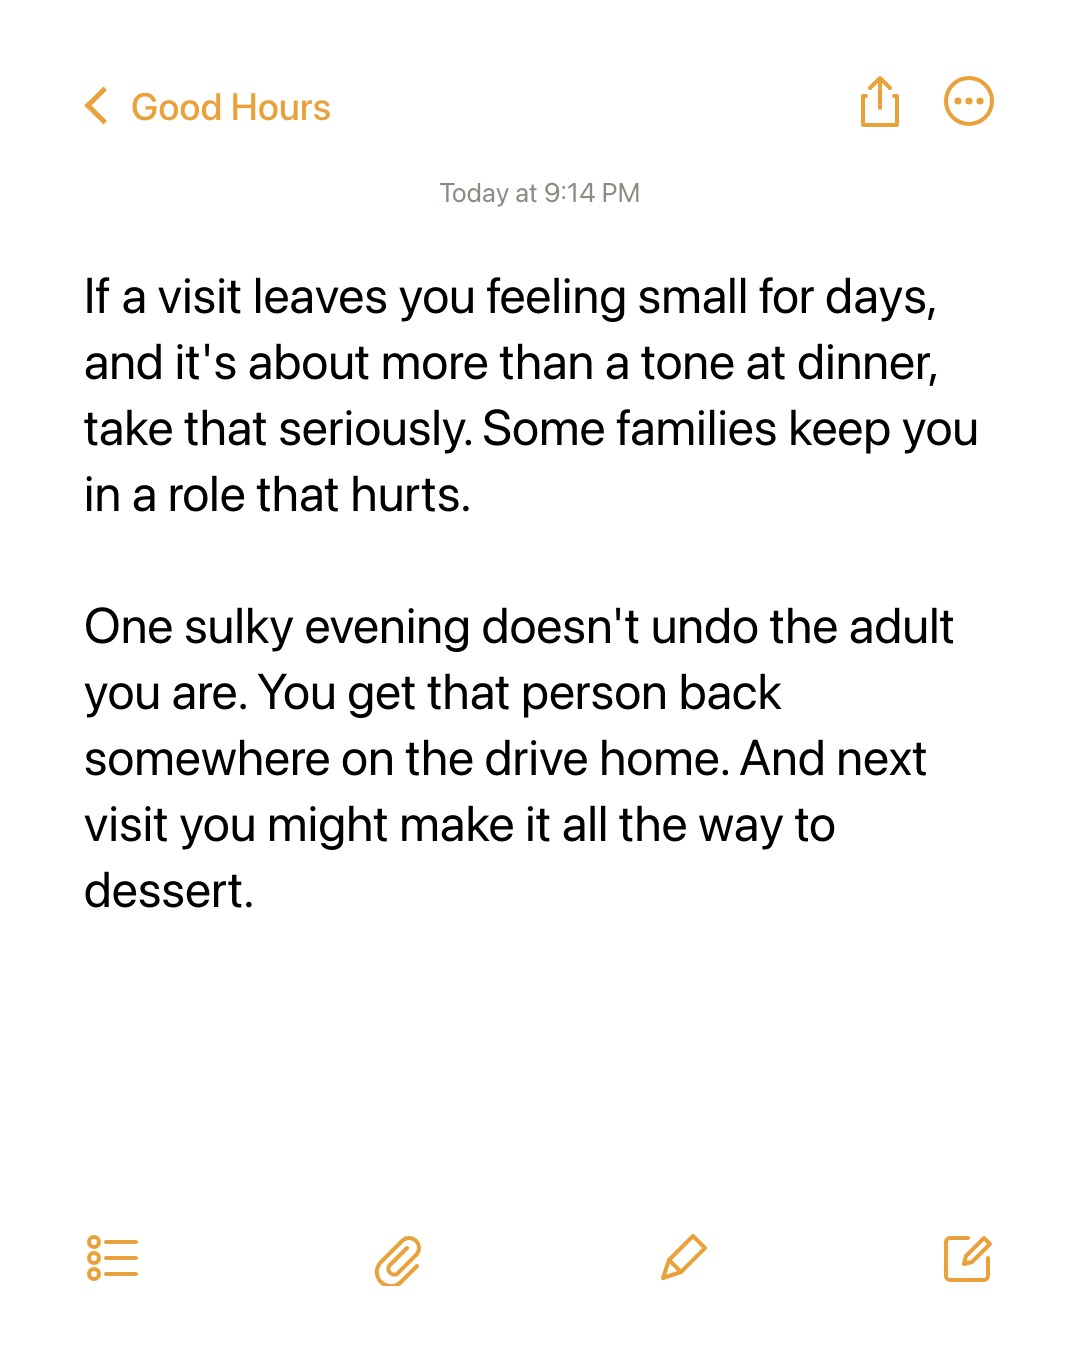 Good Hours
Today at 9:14 PM
If a visit leaves you feeling small for days,
and it's about more than a tone at dinner,
take that seriously. Some families keep you
in a role that hurts.
One sulky evening doesn't undo the adult
you are. You get that person back
somewhere on the drive home. And next
visit you might make it all the way to
dessert.